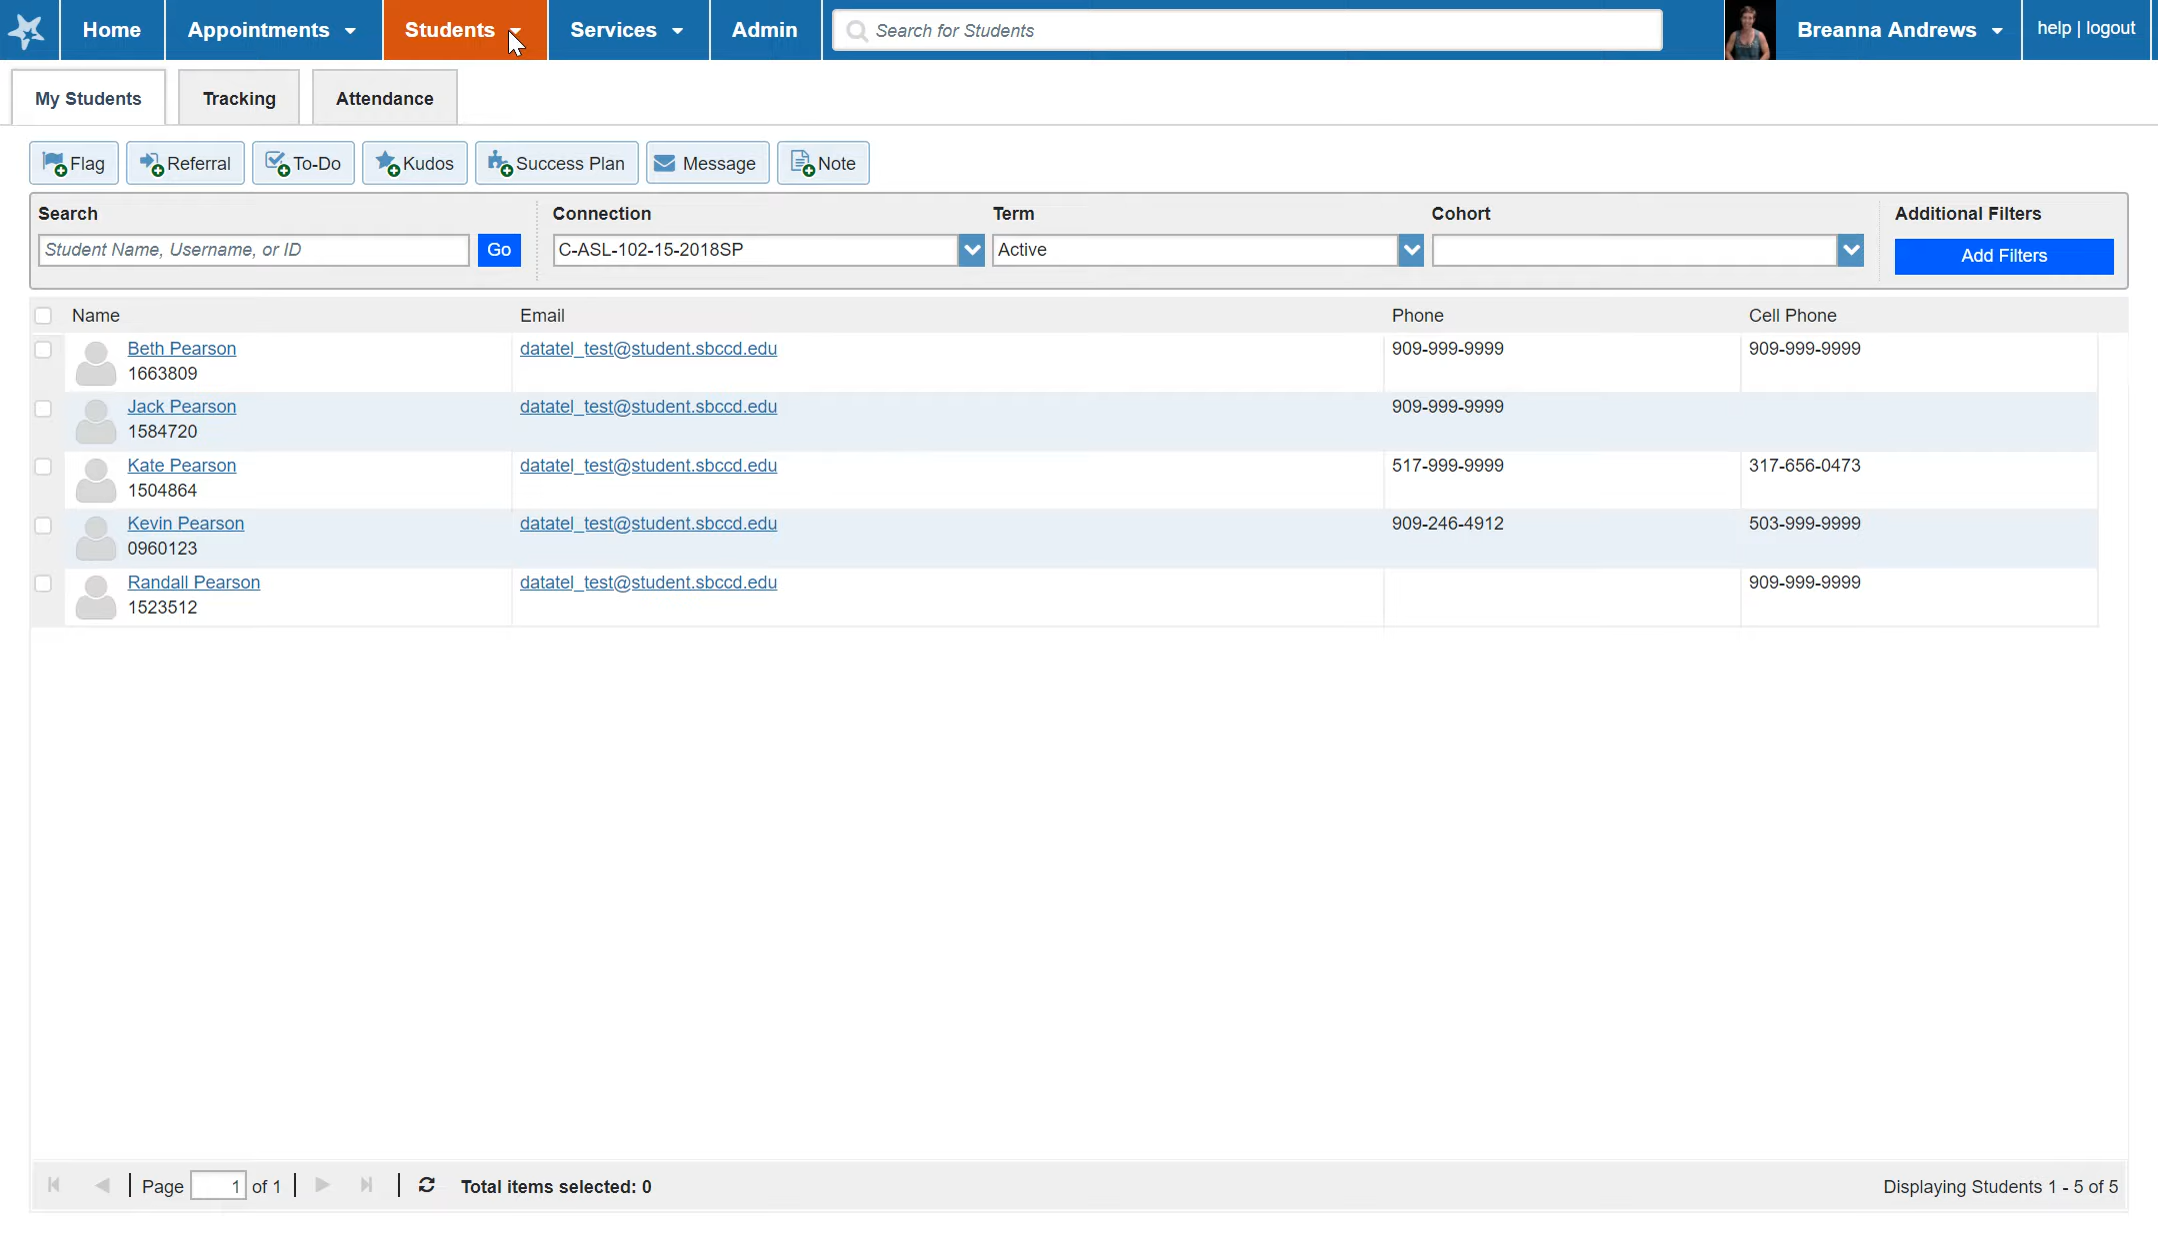 Home Appointments Students Services Admin Search for Students Breanna Andrews help | logout
My Students Tracking Attendance
Flag Referral To-Do Kudos Success Plan Message Note
Search Connection Term Cohort Additional Filters
Student Name, Username, or ID Go C-ASL-102-15-2018SP Active Add Filters
Name Email Phone Cell Phone
Beth Pearson datatel_test@student.sbccd.edu 909-999-9999 909-999-9999
1663809
Jack Pearson datatel_test@student.sbccd.edu 909-999-9999
1584720
Kate Pearson datatel_test@student.sbccd.edu 517-999-9999 317-656-0473
1504864
Kevin Pearson datatel_test@student.sbccd.edu 909-246-4912 503-999-9999
0960123
Randall Pearson datatel_test@student.sbccd.edu 909-999-9999
1523512
Page 1 of 1 Total items selected: 0 Displaying Students 1 - 5 of 5